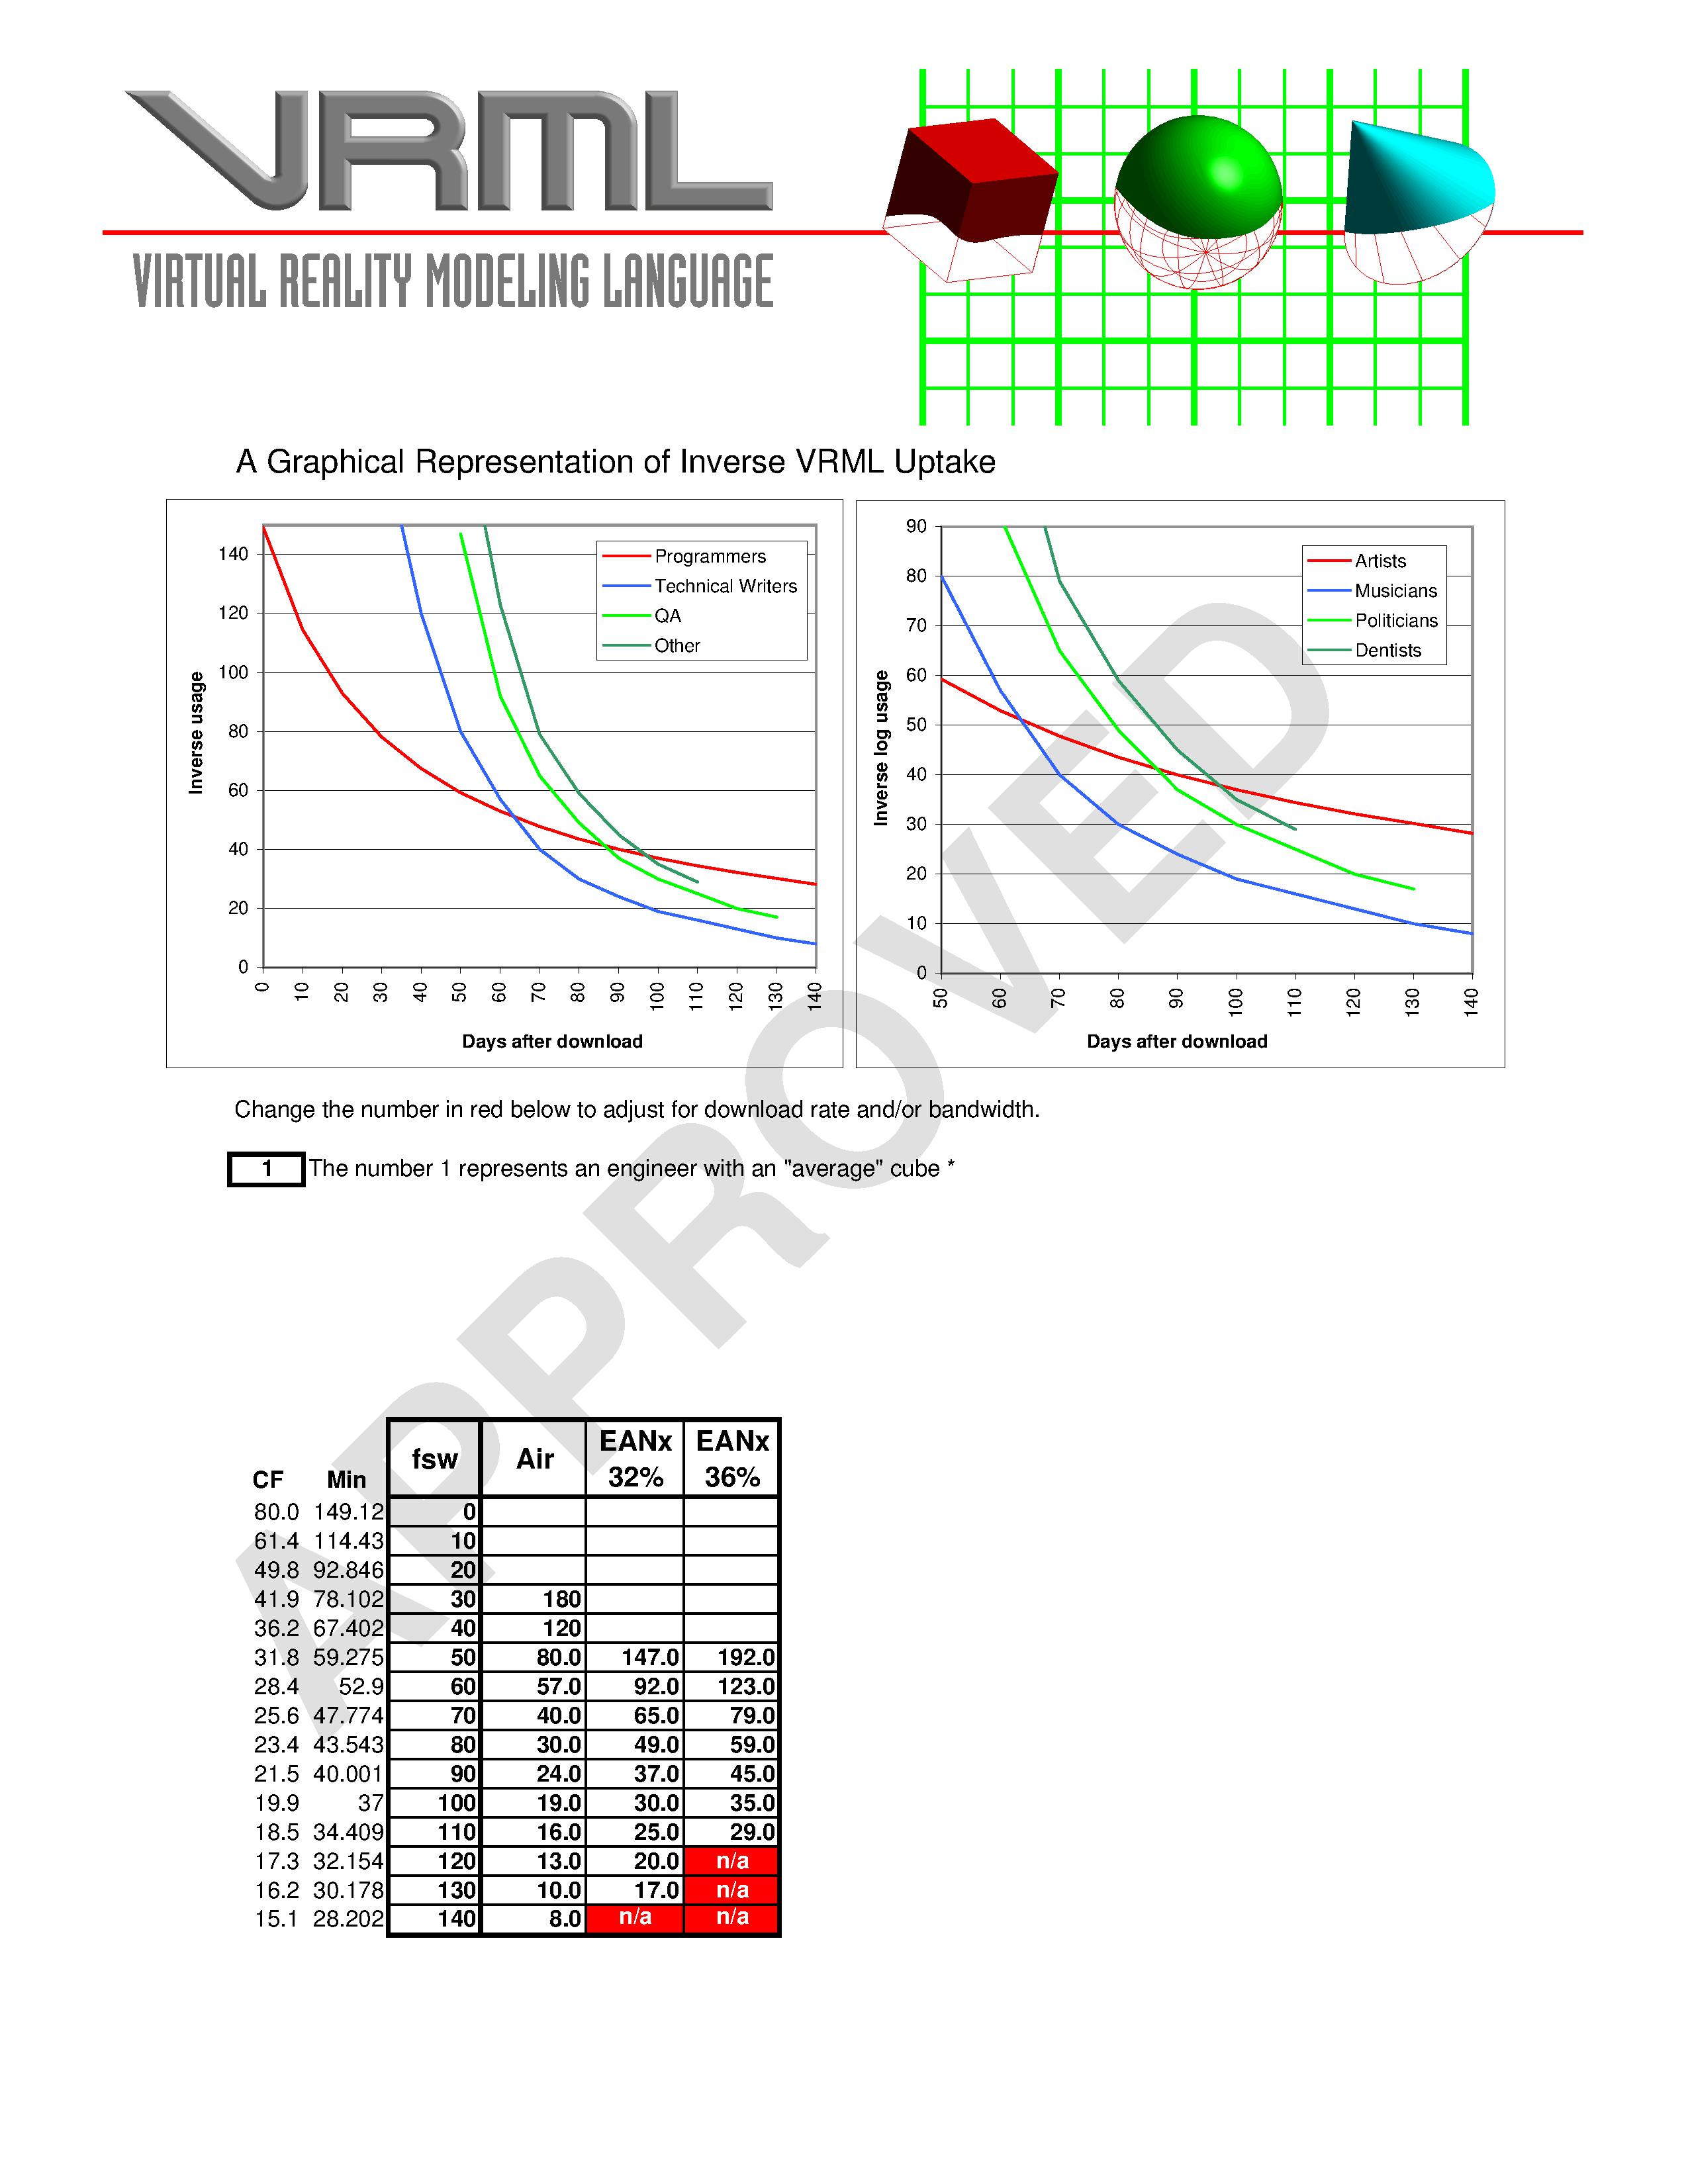 VRML
VIRTUAL REALITY MODELING LANGUAGE
A Graphical Representation of Inverse VRML Uptake
Inverse usage
140
120
100
80
60
40
20
0
0 10 20 30 40 50 60 70 80 90 100 110 120 130 140
Days after download
Programmers
Technical Writers
QA
Other
Inverse log usage
90
80
70
60
50
40
30
20
10
0
50 60 70 80 90 100 110 120 130 140
Days after download
Artists
Musicians
Politicians
Dentists
Change the number in red below to adjust for download rate and/or bandwidth.
1 The number 1 represents an engineer with an "average" cube *
APPROVED
CF Min fsw Air EANx 32% EANx 36%
80.0 149.12 0
61.4 114.43 10
49.8 92.846 20
41.9 78.102 30 180
36.2 67.402 40 120
31.8 59.275 50 80.0 147.0 192.0
28.4 52.9 60 57.0 92.0 123.0
25.6 47.774 70 40.0 65.0 79.0
23.4 43.543 80 30.0 49.0 59.0
21.5 40.001 90 24.0 37.0 45.0
19.9 37 100 19.0 30.0 35.0
18.5 34.409 110 16.0 25.0 29.0
17.3 32.154 120 13.0 20.0 n/a
16.2 30.178 130 10.0 17.0 n/a
15.1 28.202 140 8.0 n/a n/a